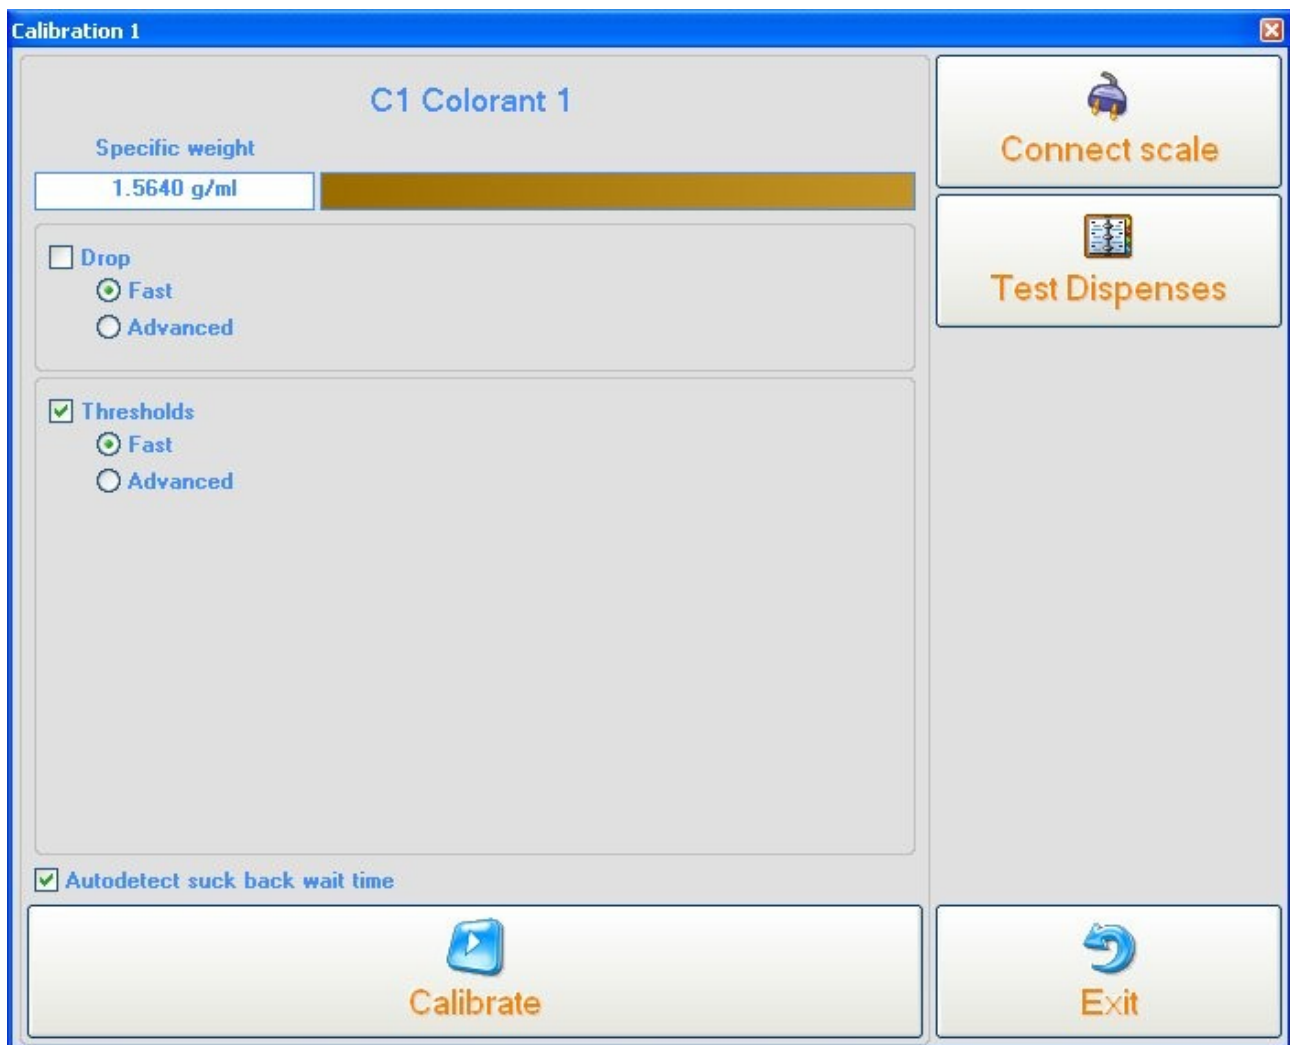 Calibration 1
C1 Colorant 1
Specific weight
1.5640 g/ml
Drop
Fast
Advanced
Thresholds
Fast
Advanced
Autodetect suck back wait time
Calibrate
Connect scale
Test Dispenses
Exit